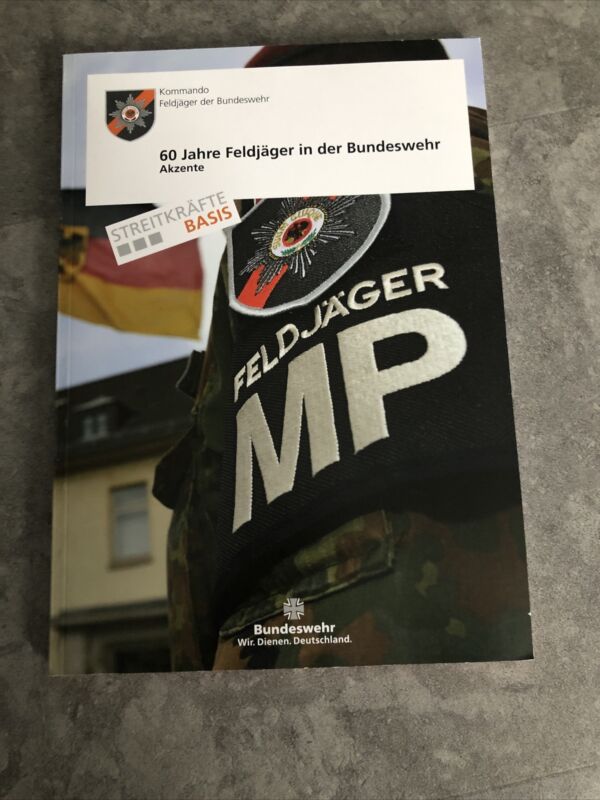 Kommando
Feldjäger der Bundeswehr
60 Jahre Feldjäger in der Bundeswehr
Akzente
STREITKRÄFTE
BASIS
FELDJÄGER
MP
Bundeswehr
Wir. Dienen. Deutschland.